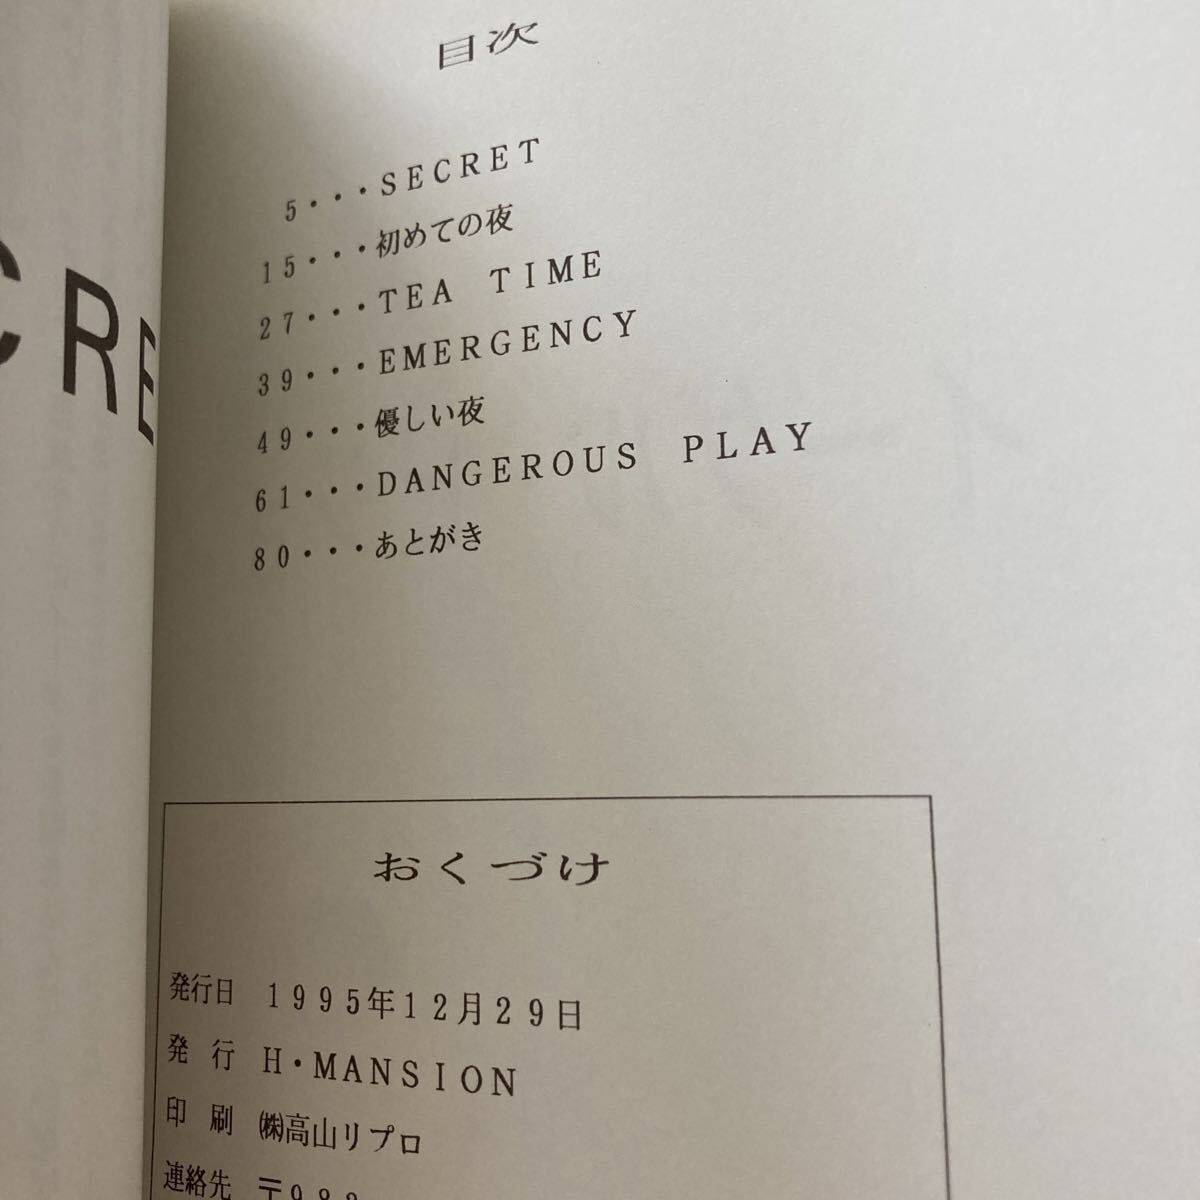 CRE
目次
5・・・SECRET
15・・・初めての夜
27・・・TEA TIME
39・・・EMERGENCY
49・・・優しい夜
61・・・DANGEROUS PLAY
80・・・あとがき
おくづけ
発行日 1995年12月29日
発 行 H・MANSION
印 刷 ㈱高山リプロ
連絡先 〒983